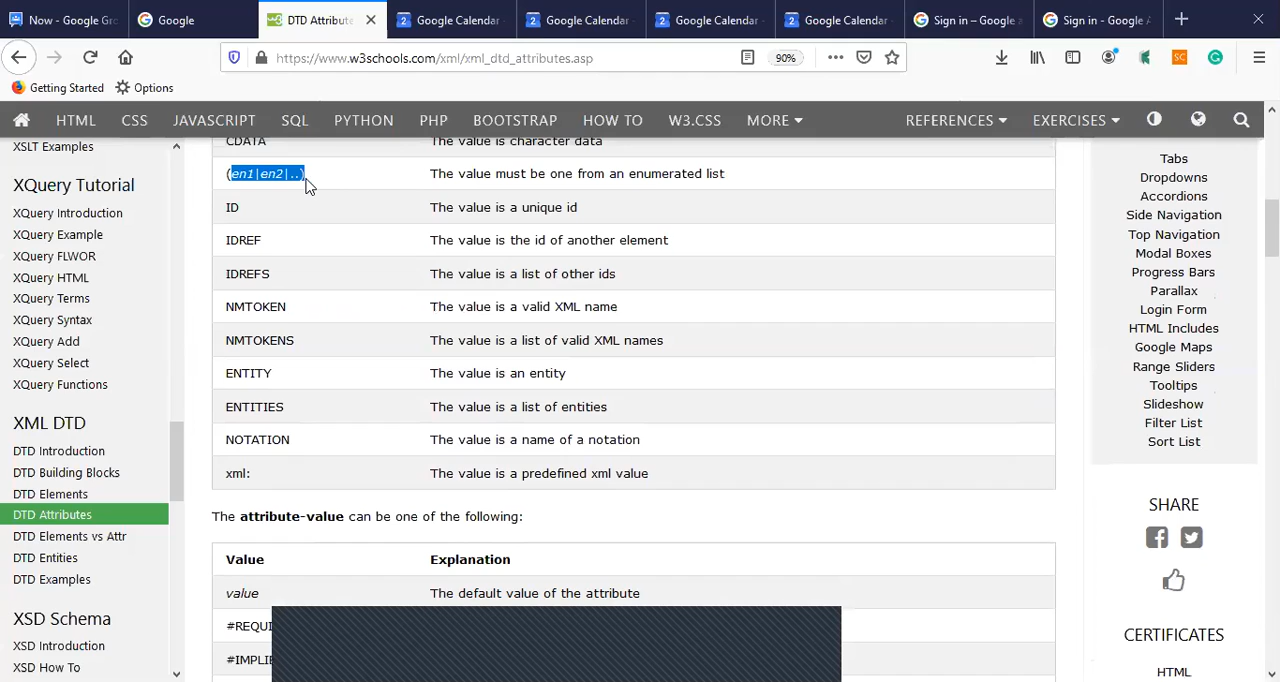 Now - Google Gro
Google
DTD Attribute
Google Calendar
Google Calendar
Google Calendar
Google Calendar
Sign in – Google a
Sign in - Google A
https://www.w3schools.com/xml/xml_dtd_attributes.asp
90%
SC
Getting Started
Options
HTML
CSS
JAVASCRIPT
SQL
PYTHON
PHP
BOOTSTRAP
HOW TO
W3.CSS
MORE
REFERENCES
EXERCISES
XSLT Examples
XQuery Tutorial
XQuery Introduction
XQuery Example
XQuery FLWOR
XQuery HTML
XQuery Terms
XQuery Syntax
XQuery Add
XQuery Select
XQuery Functions
XML DTD
DTD Introduction
DTD Building Blocks
DTD Elements
DTD Attributes
DTD Elements vs Attr
DTD Entities
DTD Examples
XSD Schema
XSD Introduction
XSD How To
CDATA The value is character data
(en1|en2|..) The value must be one from an enumerated list
ID The value is a unique id
IDREF The value is the id of another element
IDREFS The value is a list of other ids
NMTOKEN The value is a valid XML name
NMTOKENS The value is a list of valid XML names
ENTITY The value is an entity
ENTITIES The value is a list of entities
NOTATION The value is a name of a notation
xml: The value is a predefined xml value
The attribute-value can be one of the following:
Value Explanation
value The default value of the attribute
#REQUI
#IMPLIE
Tabs
Dropdowns
Accordions
Side Navigation
Top Navigation
Modal Boxes
Progress Bars
Parallax
Login Form
HTML Includes
Google Maps
Range Sliders
Tooltips
Slideshow
Filter List
Sort List
SHARE
CERTIFICATES
HTML